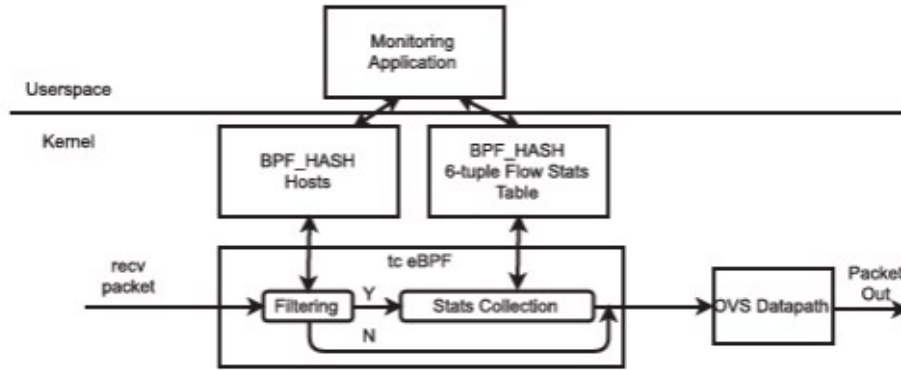 Monitoring
Application
Userspace
Kernel
BPF_HASH
Hosts
BPF_HASH
6-tuple Flow Stats
Table
tc eBPF
recv
packet
Filtering
Y
Stats Collection
N
OVS Datapath
Packet
Out